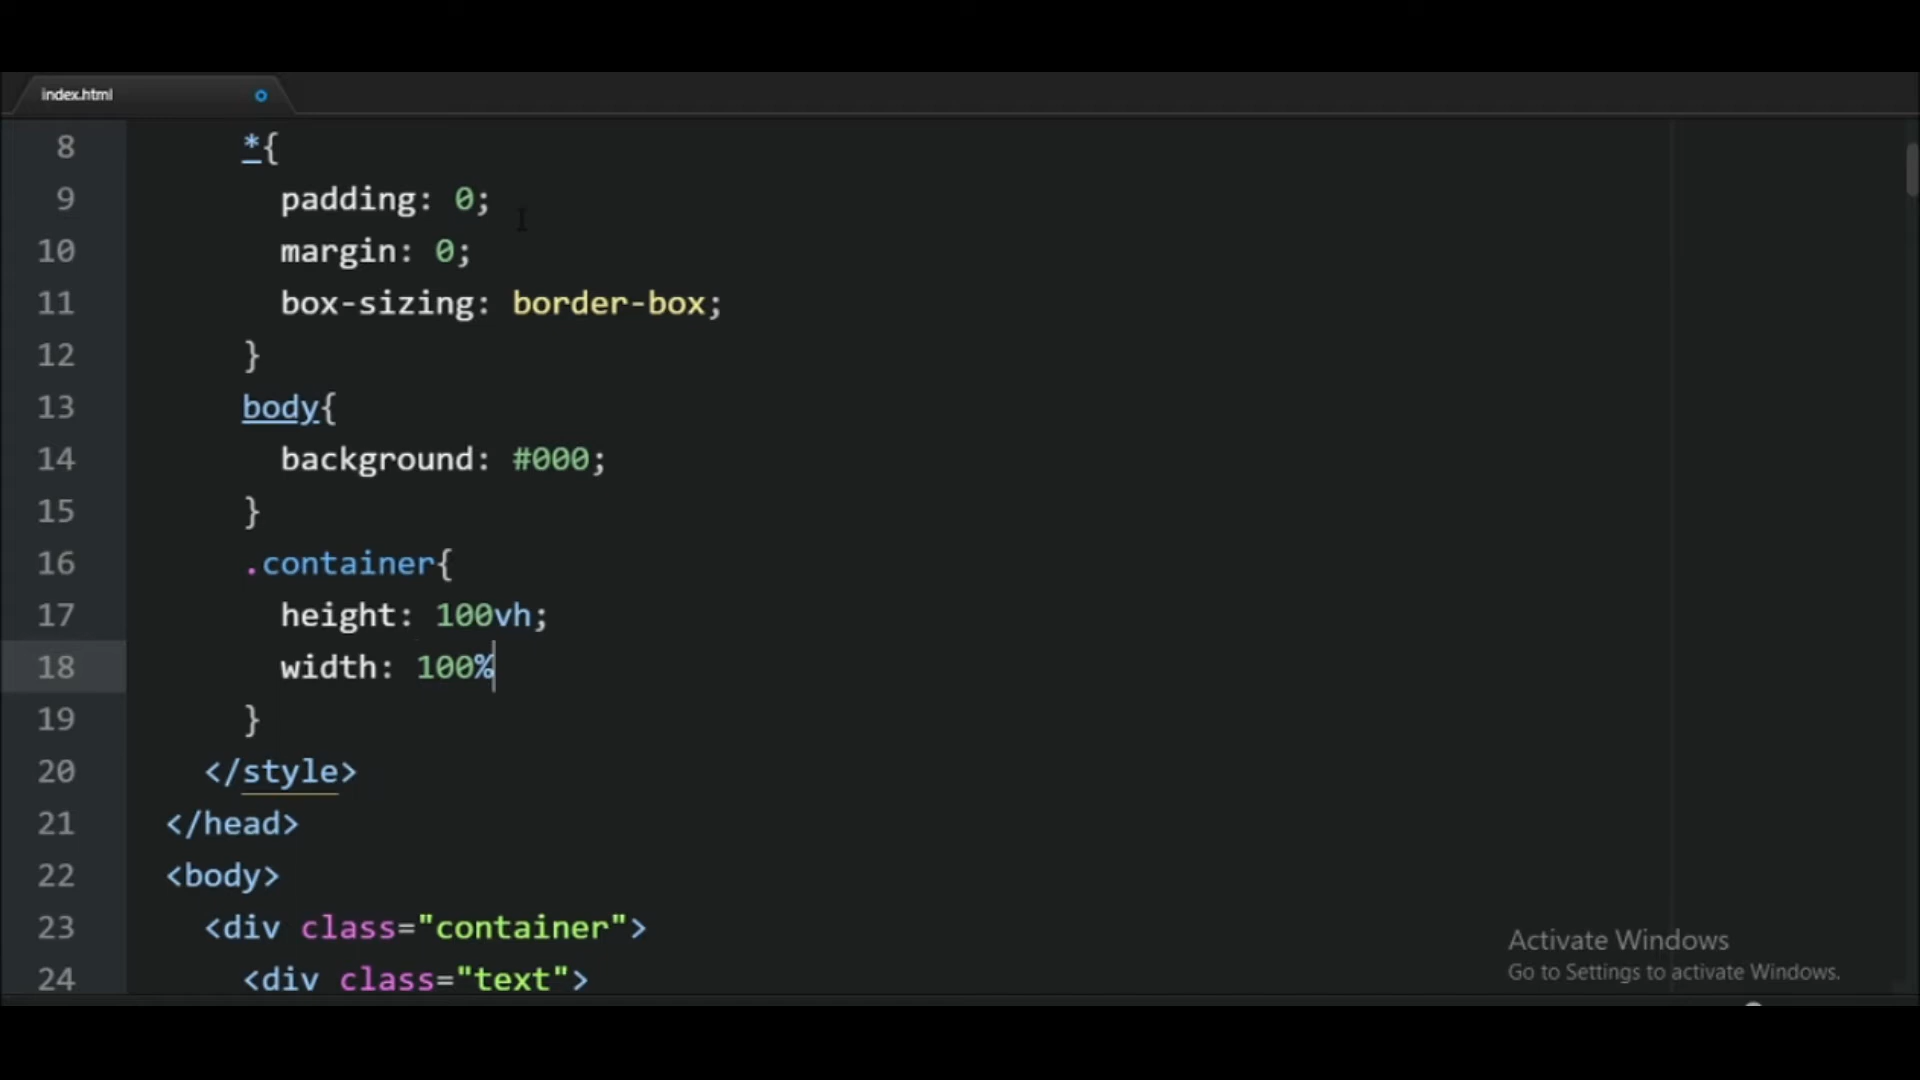 index.html
8 *{
9 padding: 0;
10 margin: 0;
11 box-sizing: border-box;
12 }
13 body{
14 background: #000;
15 }
16 .container{
17 height: 100vh;
18 width: 100%
19 }
20 </style>
21 </head>
22 <body>
23 <div class="container">
24 <div class="text">
Activate Windows
Go to Settings to activate Windows.